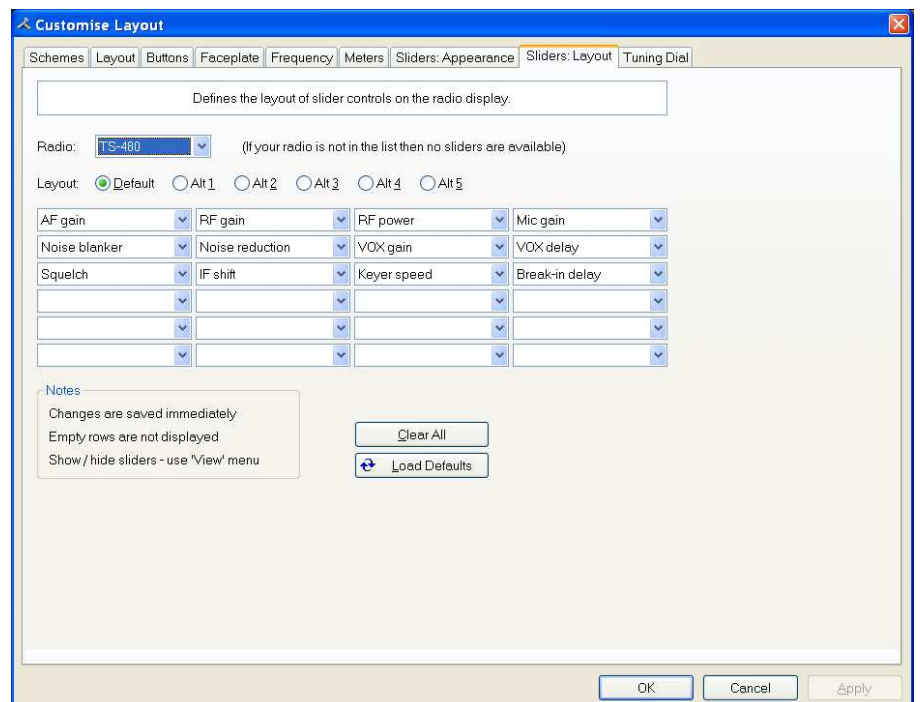 Customise Layout
Schemes Layout Buttons Faceplate Frequency Meters Sliders: Appearance Sliders: Layout Tuning Dial
Defines the layout of slider controls on the radio display.
Radio: TS-480 (If your radio is not in the list then no sliders are available)
Layout: Default Alt 1 Alt 2 Alt 3 Alt 4 Alt 5
AF gain RF gain RF power Mic gain
Noise blanker Noise reduction VOX gain VOX delay
Squelch IF shift Keyer speed Break-in delay
Notes
Changes are saved immediately
Empty rows are not displayed
Show / hide sliders - use 'View' menu
Clear All
Load Defaults
OK Cancel Apply